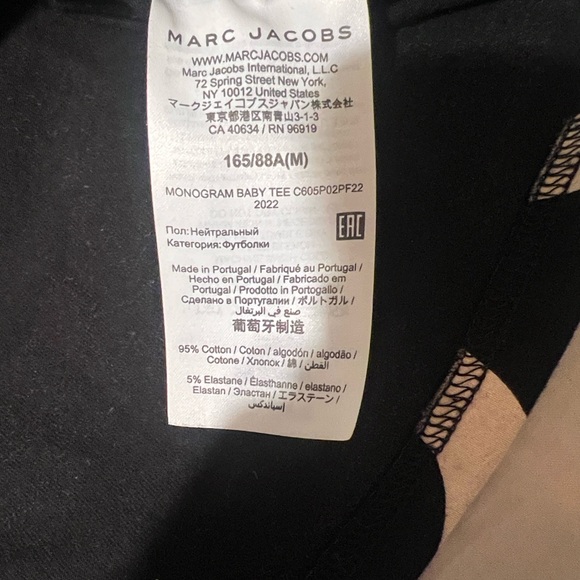 MARC JACOBS
WWW.MARCJACOBS.COM
Marc Jacobs International, L.L.C
72 Spring Street New York,
NY 10012 United States
マークジェイコブスジャパン株式会社
東京都港区南青山3-1-3
CA 40634 / RN 96919
165/88A(M)
MONOGRAM BABY TEE C605P02PF22
2022
EAC
Пол:Нейтральный
Категория:Футболки
Made in Portugal / Fabriqué au Portugal /
Hecho en Portugal / Fabricado em
Portugal / Prodotto in Portogallo /
Сделано в Португалии / ポルトガル /
صنع في البرتغال
葡萄牙制造
95% Cotton / Coton / algodón / algodão /
Cotone / Хлопок / 綿 / القطن /
5% Elastane / Élasthanne / elastano /
Elastan / Эластан / エラステーン /
إسباندكس